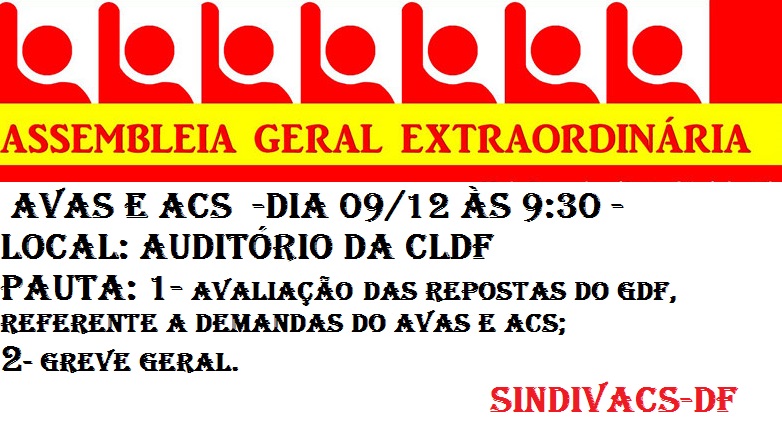 ASSEMBLEIA GERAL EXTRAORDINÁRIA
AVAS E ACS -DIA 09/12 ÀS 9:30 -
LOCAL: AUDITÓRIO DA CLDF
PAUTA: 1- AVALIAÇÃO DAS REPOSTAS DO GDF,
REFERENTE A DEMANDAS DO AVAS E ACS;
2- GREVE GERAL.
SINDIVACS-DF